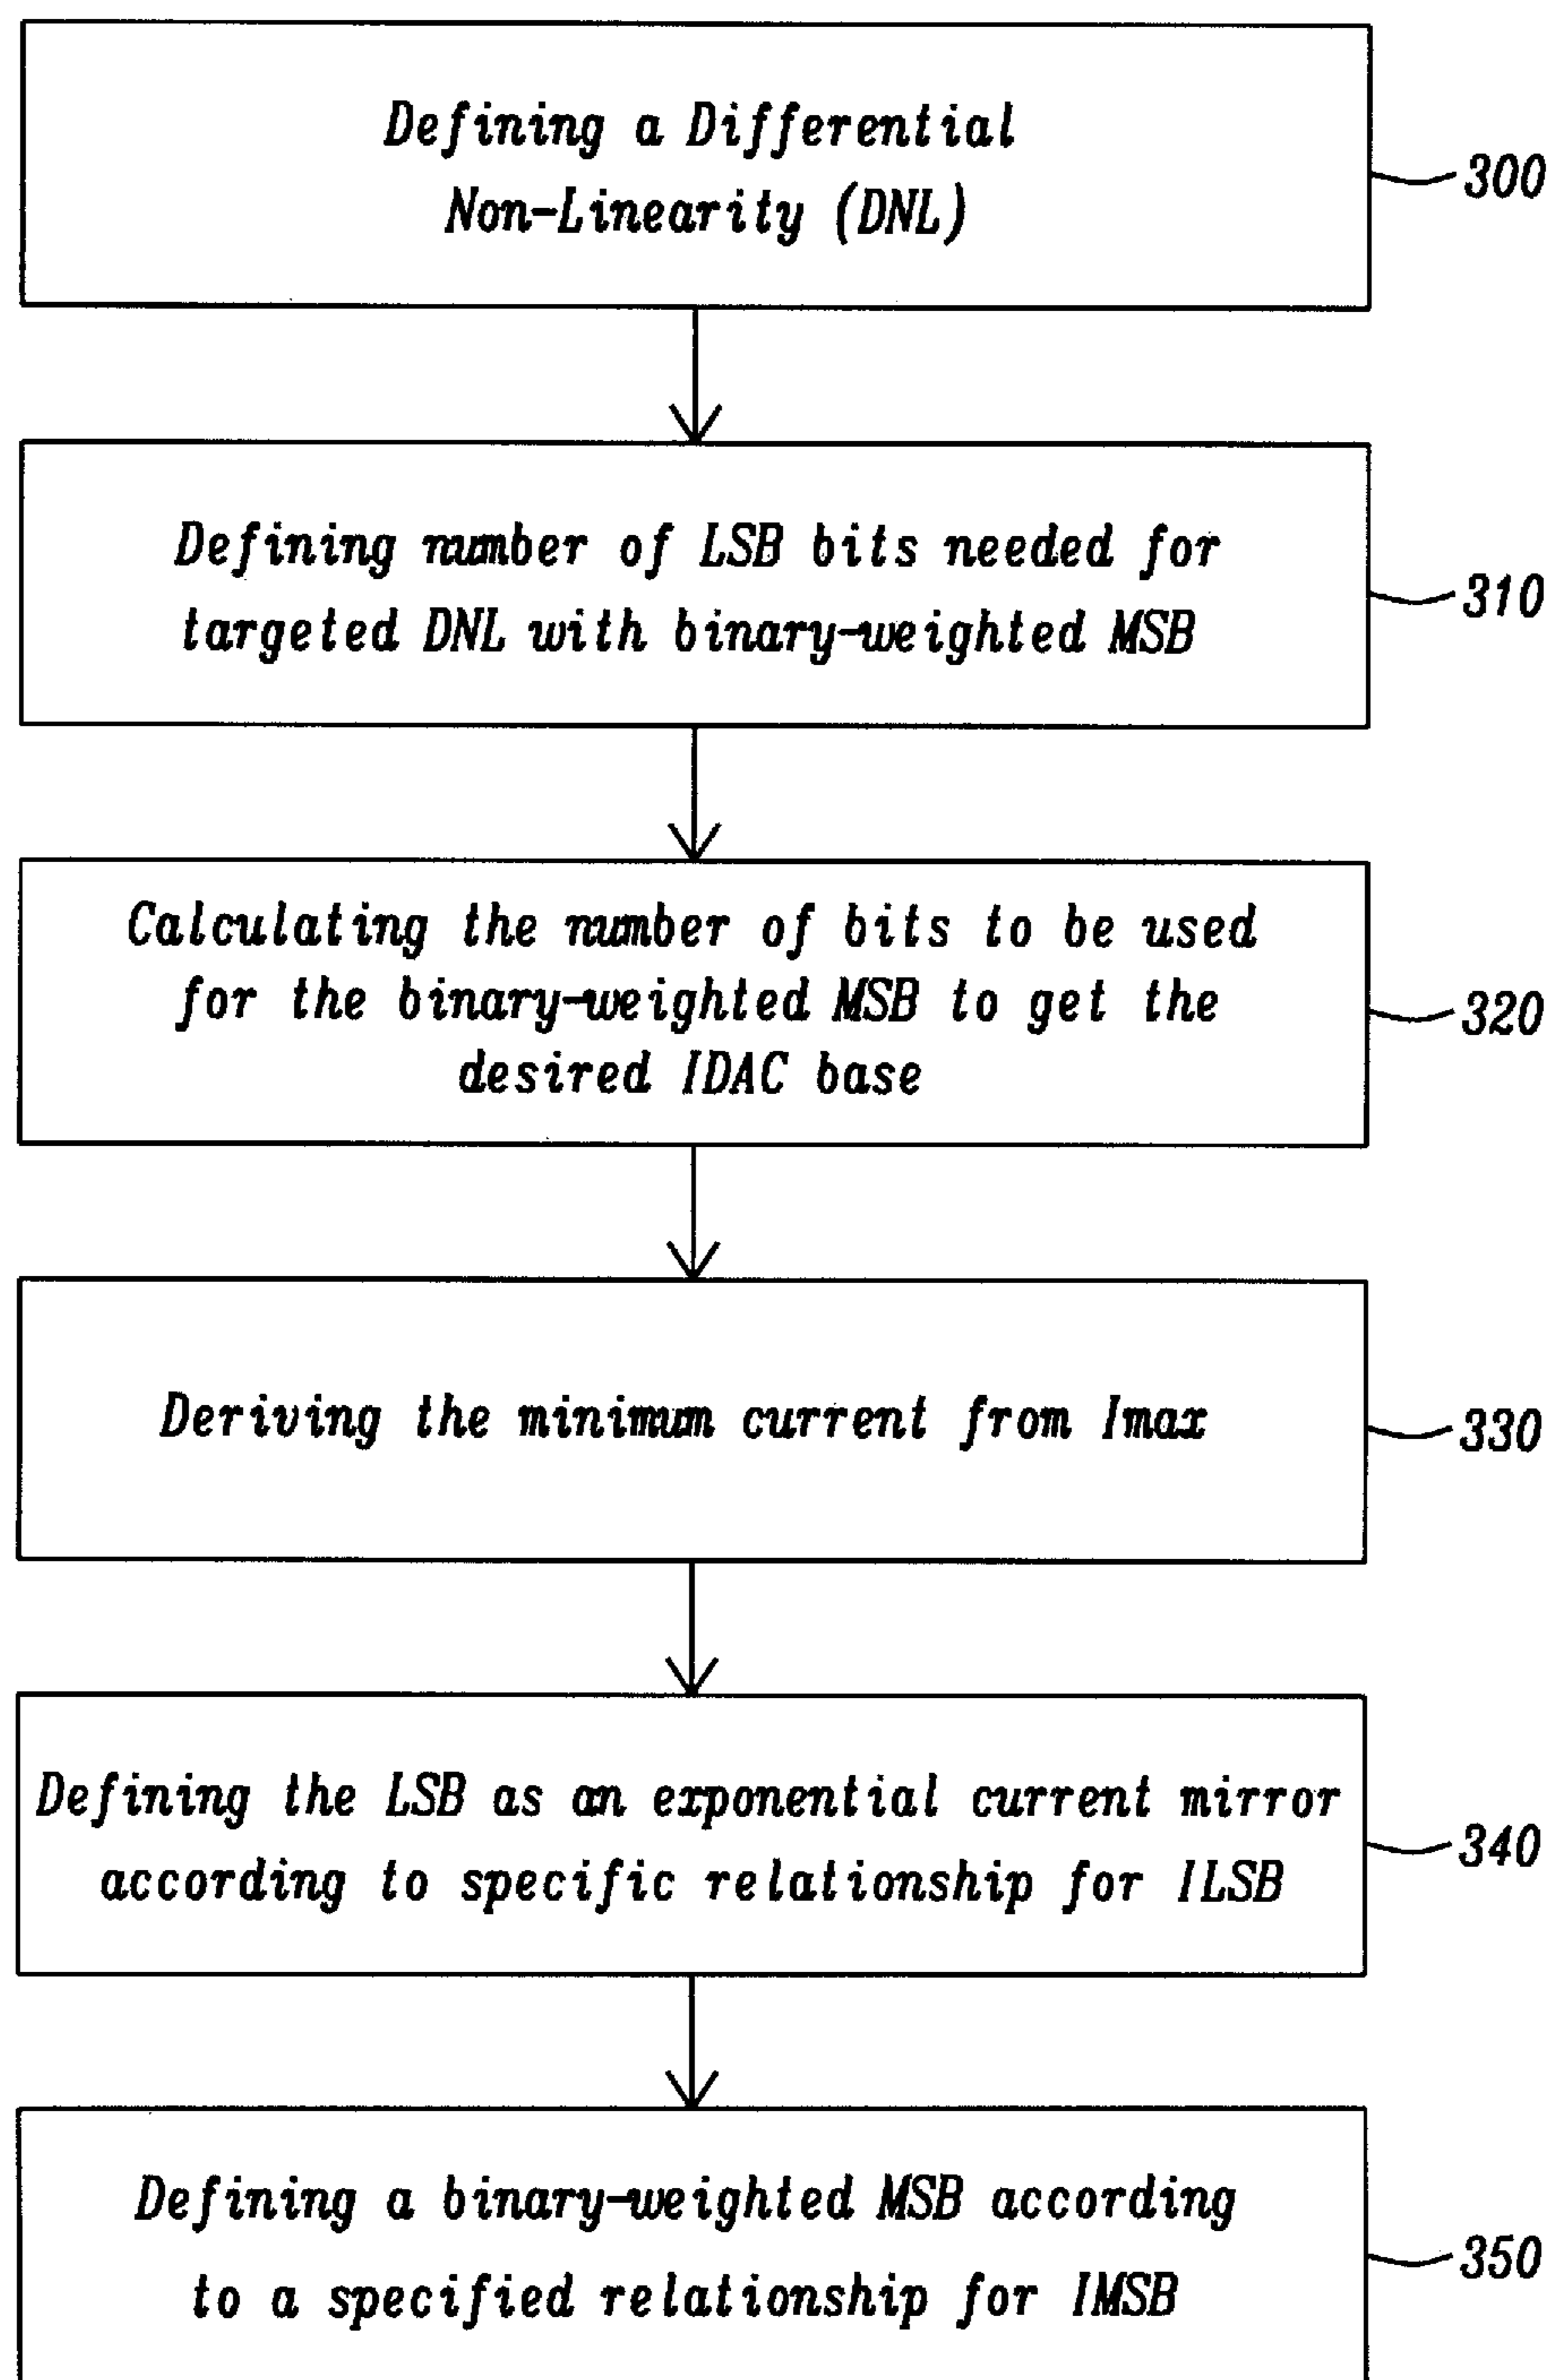 Defining a Differential
Non-Linearity (DNL)
300
Defining number of LSB bits needed for
targeted DNL with binary-weighted MSB
310
Calculating the number of bits to be used
for the binary-weighted MSB to get the
desired IDAC base
320
Deriving the minimum current from Imax
330
Defining the LSB as an exponential current mirror
according to specific relationship for ILSB
340
Defining a binary-weighted MSB according
to a specified relationship for IMSB
350